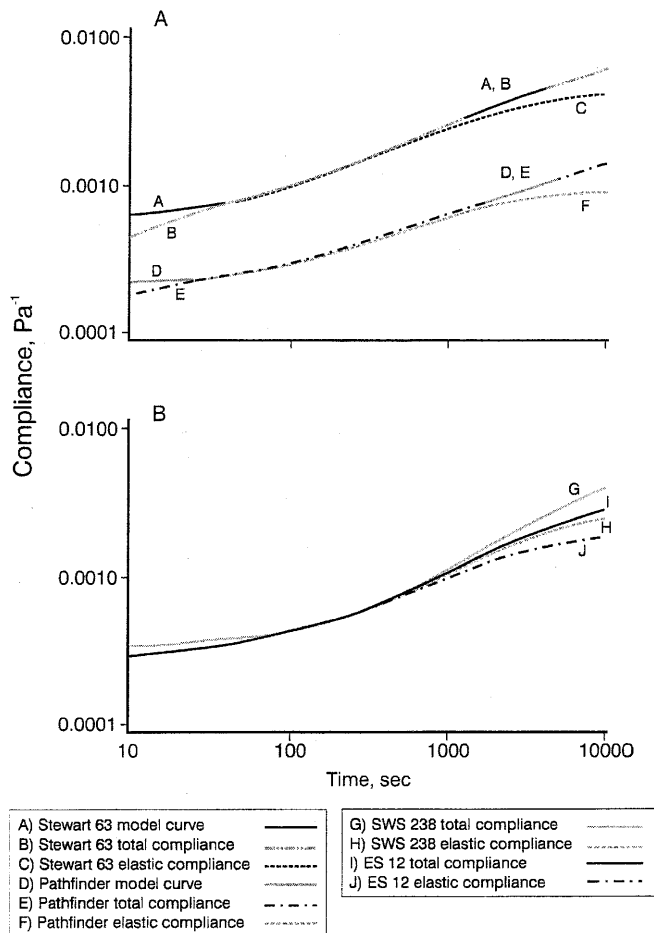 A
0.0100
A, B
C
A
D, E
0.0010
B
F
D
E
0.0001
Compliance, Pa-1
B
0.0100
G
I
H
0.0010
J
0.0001
10 100 1000 10000
Time, sec
A) Stewart 63 model curve
B) Stewart 63 total compliance
C) Stewart 63 elastic compliance
D) Pathfinder model curve
E) Pathfinder total compliance
F) Pathfinder elastic compliance
G) SWS 238 total compliance
H) SWS 238 elastic compliance
I) ES 12 total compliance
J) ES 12 elastic compliance